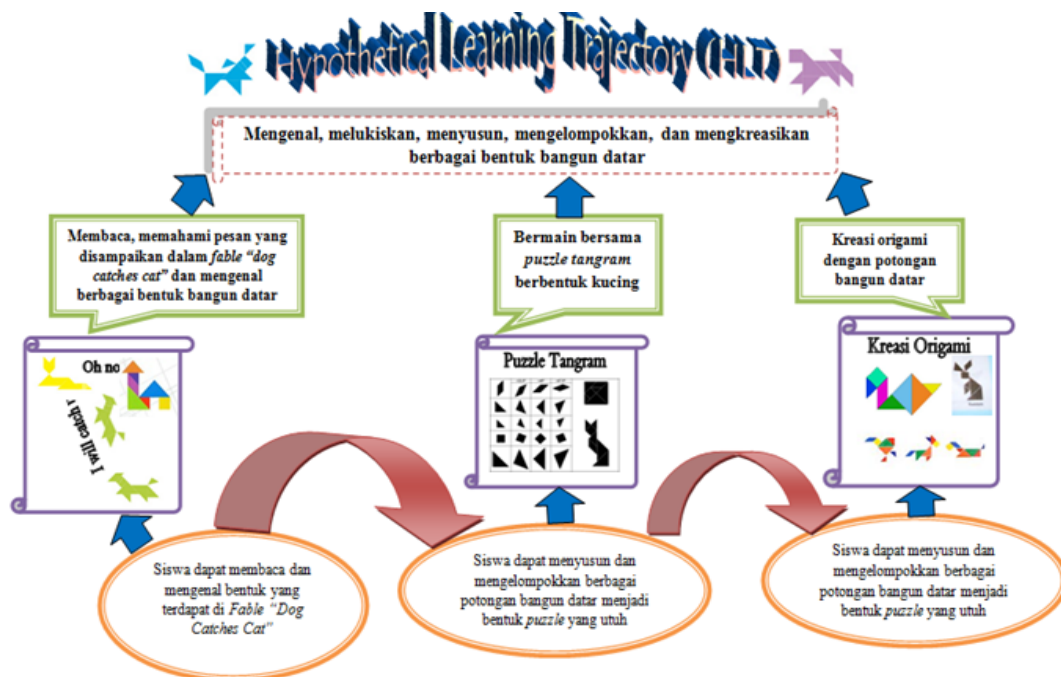 Hypothetical Learning Trajectory (HLT)
Mengenal, melukiskan, menyusun, mengelompokkan, dan mengkreasikan
berbagai bentuk bangun datar
Membaca, memahami pesan yang
disampaikan dalam fable “dog
catches cat” dan mengenal
berbagai bentuk bangun datar
Bermain bersama
puzzle tangram
berbentuk kucing
Kreasi origami
dengan potongan
bangun datar
Oh no
I will catch
Puzzle Tangram
Kreasi Origami
Siswa dapat membaca dan
mengenal bentuk yang
terdapat di Fable “Dog
Catches Cat”
Siswa dapat menyusun dan
mengelompokkan berbagai
potongan bangun datar menjadi
bentuk puzzle yang utuh
Siswa dapat menyusun dan
mengelompokkan berbagai
potongan bangun datar menjadi
bentuk puzzle yang utuh